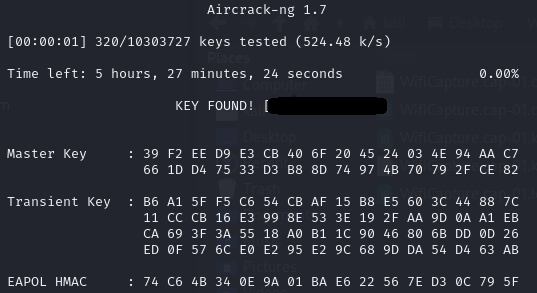 Aircrack-ng 1.7
[00:00:01] 320/10303727 keys tested (524.48 k/s)
Time left: 5 hours, 27 minutes, 24 seconds 0.00%
KEY FOUND! [
Master Key : 39 F2 EE D9 E3 CB 40 6F 20 45 24 03 4E 94 AA C7
66 1D D4 75 33 D3 B8 8D 74 97 4B 70 79 2F CE 82
Transient Key : B6 A1 5F F5 C6 54 CB AF 15 B8 E5 60 3C 44 88 7C
11 CC CB 16 E3 99 8E 53 3E 19 2F AA 9D 0A A1 EB
CA 69 3F 3A 55 18 A0 B1 1C 90 46 80 6B DD 0D 26
ED 0F 57 6C E0 E2 95 E2 9C 68 9D DA 54 D4 63 AB
EAPOL HMAC : 74 C6 4B 34 0E 9A 01 BA E6 22 56 7E D3 0C 79 5F